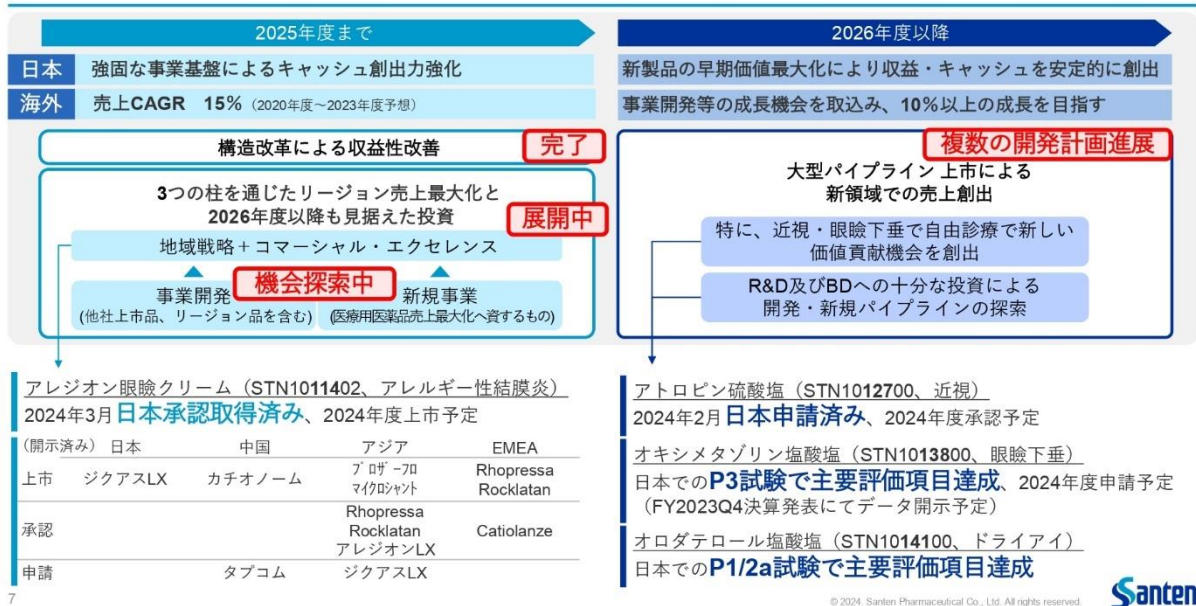 2025年度まで
2026年度以降
日本 強固な事業基盤によるキャッシュ創出力強化
新製品の早期価値最大化により収益・キャッシュを安定的に創出
海外 売上CAGR 15%（2020年度～2023年度予想）
事業開発等の成長機会を取込み、10%以上の成長を目指す
構造改革による収益性改善
完了
3つの柱を通じたリージョン売上最大化と
2026年度以降も見据えた投資
展開中
地域戦略＋コマーシャル・エクセレンス
機会探索中
事業開発
(他社上市品、リージョン品を含む)
新規事業
(医療用医薬品売上最大化へ資するもの)
複数の開発計画進展
大型パイプライン 上市による
新領域での売上創出
特に、近視・眼瞼下垂で自由診療で新しい
価値貢献機会を創出
R&D及びBDへの十分な投資による
開発・新規パイプラインの探索
アレジオン眼瞼クリーム（STN1011402、アレルギー性結膜炎）
2024年3月日本承認取得済み、2024年度上市予定
(開示済み) 日本 中国 アジア EMEA
上市 ジクアスLX カチオノーム プロザーフロ マイクロシャント Rhopressa Rocklatan
承認 Rhopressa Rocklatan アレジオンLX Catiolanze
申請 タプコム ジクアスLX
アトロピン硫酸塩（STN1012700、近視）
2024年2月日本申請済み、2024年度承認予定
オキシメタゾリン塩酸塩（STN1013800、眼瞼下垂）
日本でのP3試験で主要評価項目達成、2024年度申請予定
（FY2023Q4決算発表にてデータ開示予定）
オロダテロール塩酸塩（STN1014100、ドライアイ）
日本でのP1/2a試験で主要評価項目達成
7
© 2024. Santen Pharmaceutical Co., Ltd. All rights reserved.
Santen